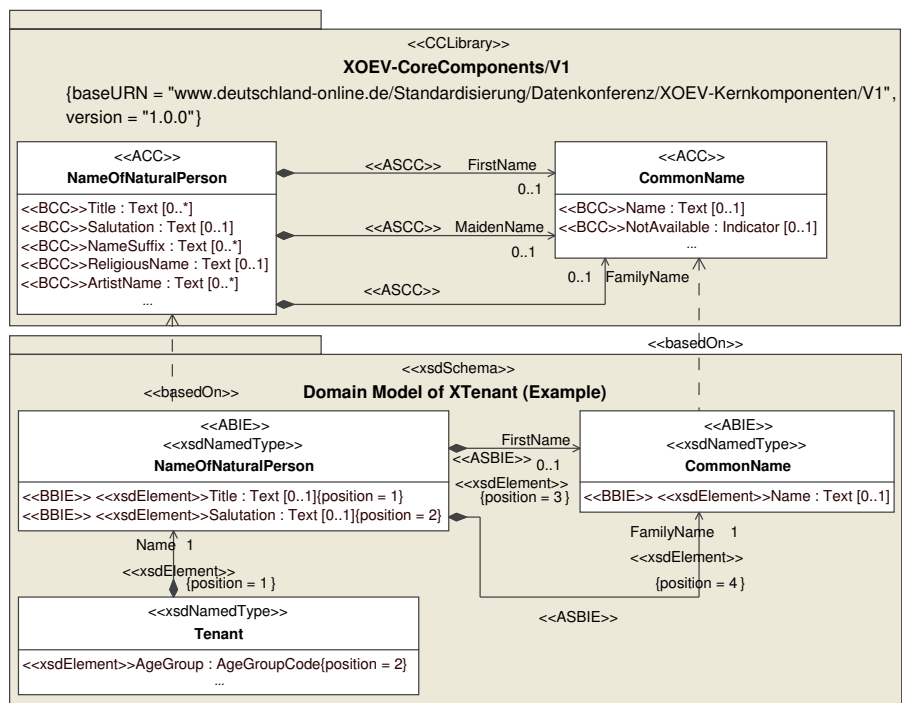 <<CCLibrary>>
XOEV-CoreComponents/V1
{baseURN = "www.deutschland-online.de/Standardisierung/Datenkonferenz/XOEV-Kernkomponenten/V1",
version = "1.0.0"}
<<ACC>>
NameOfNaturalPerson
<<BCC>>Title : Text [0..*]
<<BCC>>Salutation : Text [0..1]
<<BCC>>NameSuffix : Text [0..*]
<<BCC>>ReligiousName : Text [0..1]
<<BCC>>ArtistName : Text [0..*]
...
<<ASCC>> FirstName
0..1
<<ASCC>> MaidenName
0..1
<<ASCC>>
0..1 FamilyName
<<ACC>>
CommonName
<<BCC>>Name : Text [0..1]
<<BCC>>NotAvailable : Indicator [0..1]
...
<<basedOn>>
<<basedOn>>
<<xsdSchema>>
Domain Model of XTenant (Example)
<<ABIE>>
<<xsdNamedType>>
NameOfNaturalPerson
<<BBIE>> <<xsdElement>>Title : Text [0..1]{position = 1}
<<BBIE>> <<xsdElement>>Salutation : Text [0..1]{position = 2}
FirstName
<<ASBIE>> 0..1
<<xsdElement>>
{position = 3 }
<<ABIE>>
<<xsdNamedType>>
CommonName
<<BBIE>> <<xsdElement>>Name : Text [0..1]
FamilyName 1
<<xsdElement>>
{position = 4 }
<<ASBIE>>
Name 1
<<xsdElement>>
{position = 1 }
<<xsdNamedType>>
Tenant
<<xsdElement>>AgeGroup : AgeGroupCode{position = 2}
...